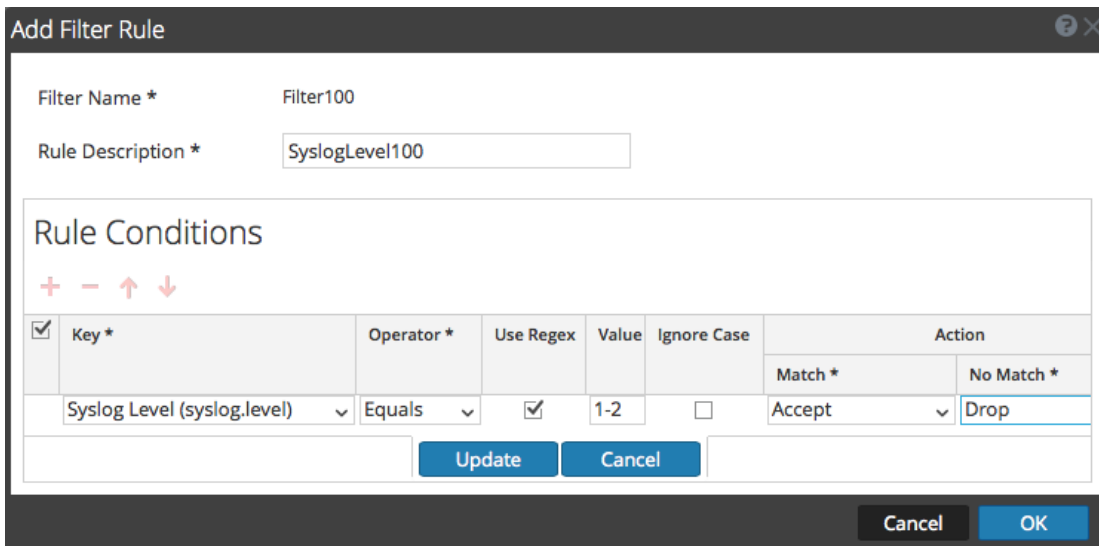 Add Filter Rule
Filter Name * Filter100
Rule Description * SyslogLevel100
Rule Conditions
Key * Operator * Use Regex Value Ignore Case Action
Match * No Match *
Syslog Level (syslog.level) Equals 1-2 Accept Drop
Update Cancel
Cancel OK